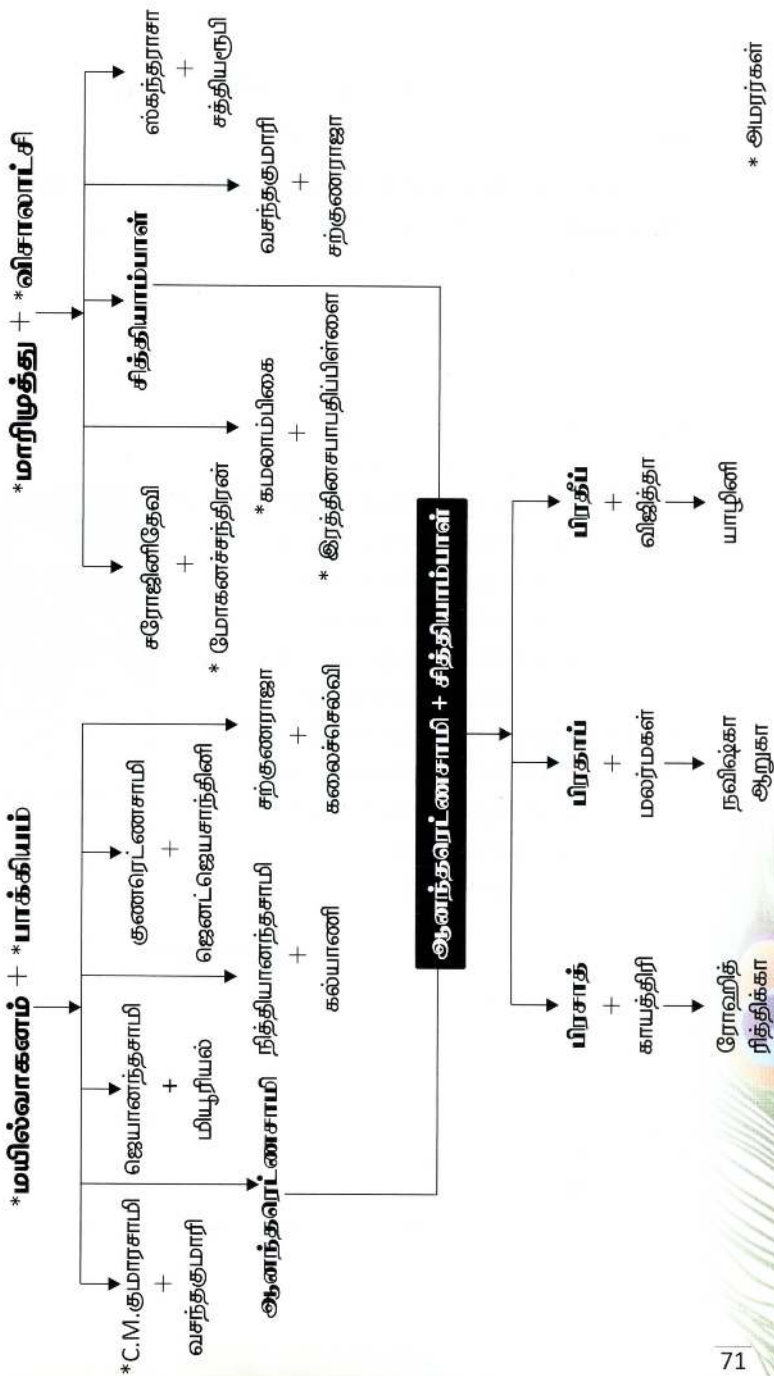 *மயில்வாகனம் + *பாக்கியம்
*மாரிமுத்து + *விசாலாட்சி
*C.M.குமாரசாமி
+
வசந்தகுமாரி
ஆனந்தரெட்ணசாமி
ஜெயானந்தசாமி
+
மியூரியல்
நித்தியானந்தசாமி
+
கல்யாணி
குணரெட்ணசாமி
+
ஜெனட்ஜெயசாந்தினி
சற்குணராஜா
+
கலைச்செல்வி
சரோஜினிதேவி
+
* மோகனச்சந்திரன்
*கமலாம்பிகை
+
* இரத்தினசபாபதிப்பிள்ளை
சித்தியாம்பாள்
வசந்தகுமாரி
+
சற்குணராஜா
ஸ்கந்தராசா
+
சத்தியரூபி
ஆனந்தரெட்ணசாமி + சித்தியாம்பாள்
பிரசாத்
+
காயத்திரி
ரோஹித்
ரித்திக்கா
பிரதாப்
+
மலர்மகள்
நவிஷ்கா
ஆறுகா
பிரதீப்
+
விஜித்தா
யாழினி
* அமரர்கள்
71